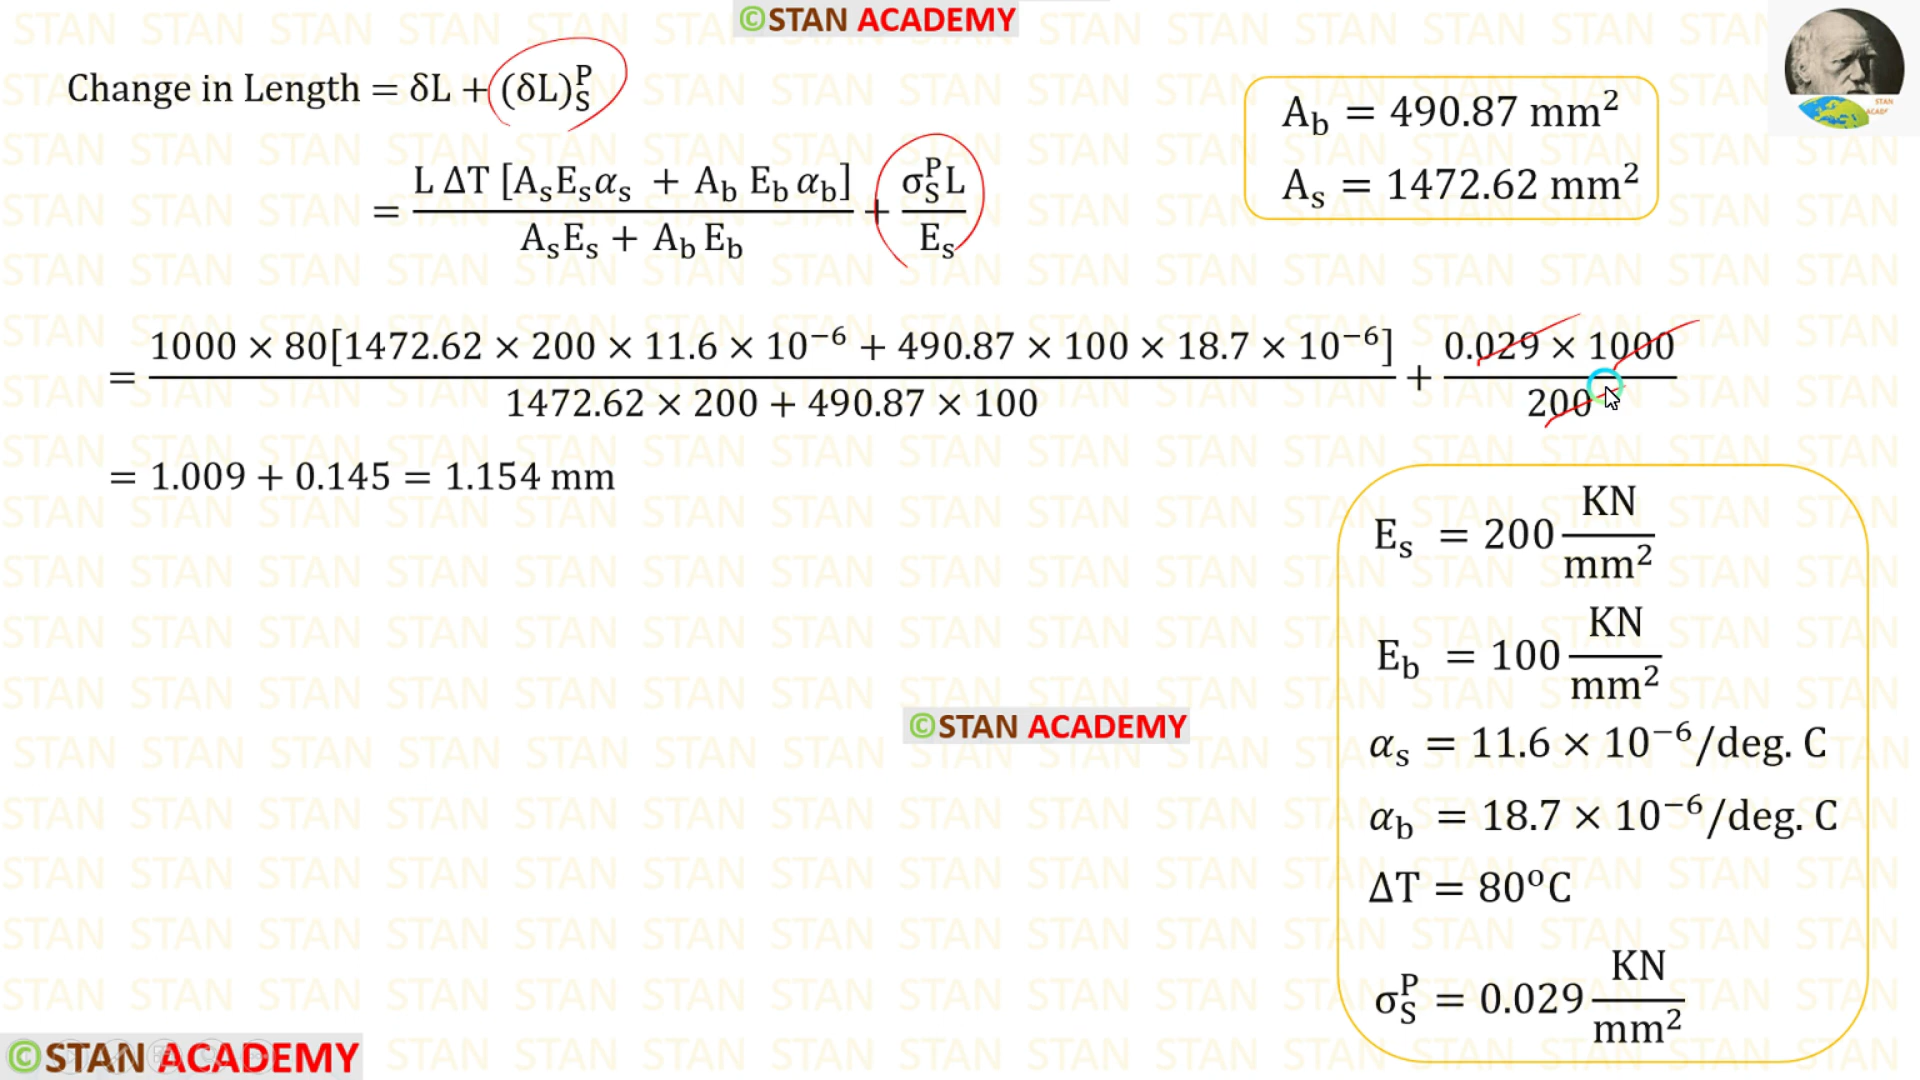 ©STAN ACADEMY
Change in Length = δL + (δL)ₛᴾ
= L ΔT [AₛEₛαₛ + A_b E_b α_b] / AₛEₛ + A_b E_b + σₛᴾL / Eₛ
A_b = 490.87 mm²
Aₛ = 1472.62 mm²
STAN
ACADEMY
= 1000 × 80[1472.62 × 200 × 11.6 × 10⁻⁶ + 490.87 × 100 × 18.7 × 10⁻⁶] / 1472.62 × 200 + 490.87 × 100 + 0.029 × 1000 / 200
= 1.009 + 0.145 = 1.154 mm
Eₛ = 200 KN/mm²
E_b = 100 KN/mm²
αₛ = 11.6 × 10⁻⁶/deg. C
α_b = 18.7 × 10⁻⁶/deg. C
ΔT = 80⁰C
σₛᴾ = 0.029 KN/mm²
©STAN ACADEMY
©STAN ACADEMY